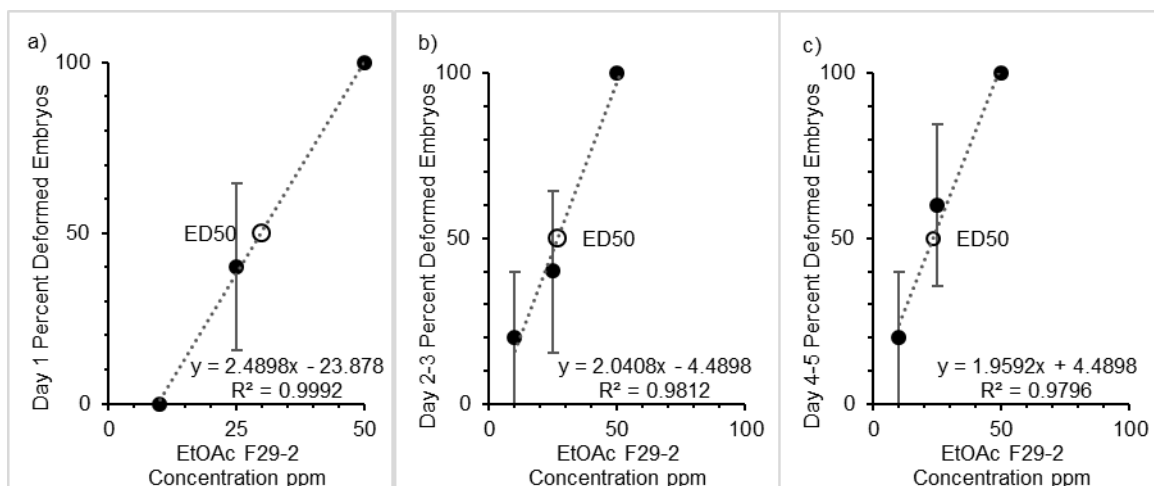 a)
Day 1 Percent Deformed Embryos
100
50
0
ED50
y = 2.4898x - 23.878
R² = 0.9992
0
25
50
EtOAc F29-2
Concentration ppm
b)
Day 2-3 Percent Deformed Embryos
100
50
0
ED50
y = 2.0408x - 4.4898
R² = 0.9812
0
50
100
EtOAc F29-2
Concentration ppm
c)
Day 4-5 Percent Deformed Embryos
100
50
0
ED50
y = 1.9592x + 4.4898
R² = 0.9796
0
50
100
EtOAc F29-2
Concentration ppm